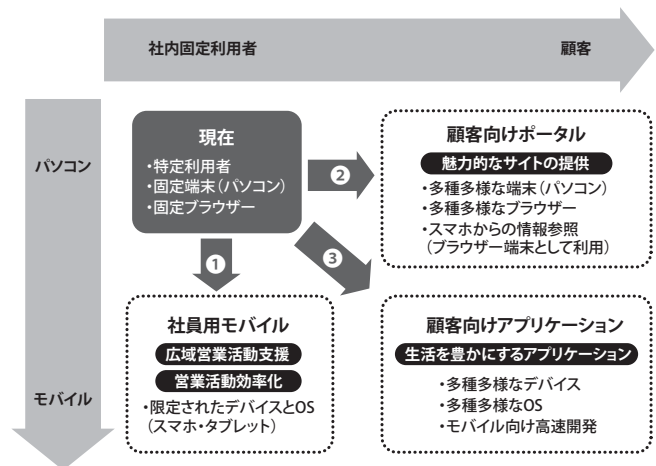 社内固定利用者
顧客
パソコン
モバイル
現在
・特定利用者
・固定端末(パソコン)
・固定ブラウザー
❷
顧客向けポータル
魅力的なサイトの提供
・多種多様な端末(パソコン)
・多種多様なブラウザー
・スマホからの情報参照
(ブラウザー端末として利用)
❶
❸
社員用モバイル
広域営業活動支援
営業活動効率化
・限定されたデバイスとOS
(スマホ・タブレット)
顧客向けアプリケーション
生活を豊かにするアプリケーション
・多種多様なデバイス
・多種多様なOS
・モバイル向け高速開発